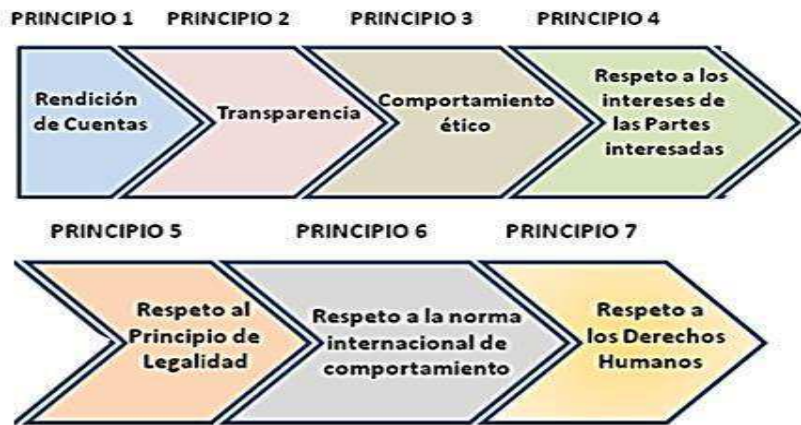 PRINCIPIO 1 PRINCIPIO 2 PRINCIPIO 3 PRINCIPIO 4
Rendición
de Cuentas
Transparencia
Comportamiento
ético
Respeto a los
intereses de
las Partes
interesadas
PRINCIPIO 5 PRINCIPIO 6 PRINCIPIO 7
Respeto al
Principio de
Legalidad
Respeto a la norma
internacional de
comportamiento
Respeto a
los Derechos
Humanos